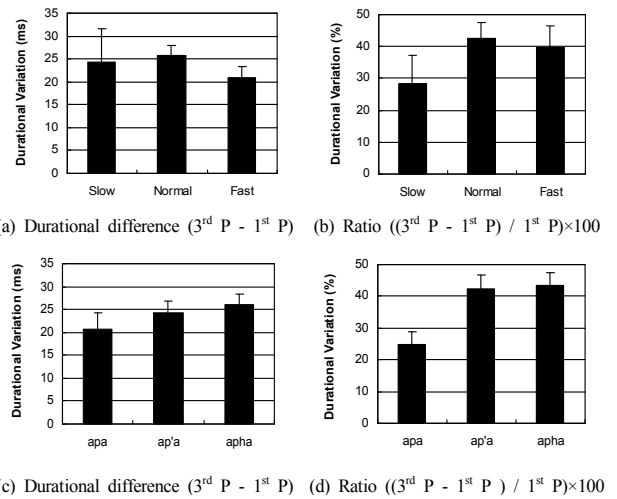 Durational Variation (ms)
35
30
25
20
15
10
5
0
Slow Normal Fast
Durational Variation (%)
50
40
30
20
10
0
Slow Normal Fast
(a) Durational difference (3rd P - 1st P) (b) Ratio ((3rd P - 1st P) / 1st P)×100
Durational Variation (ms)
35
30
25
20
15
10
5
0
apa ap'a apha
Durational Variation (%)
50
40
30
20
10
0
apa ap'a apha
(c) Durational difference (3rd P - 1st P) (d) Ratio ((3rd P - 1st P ) / 1st P)×100